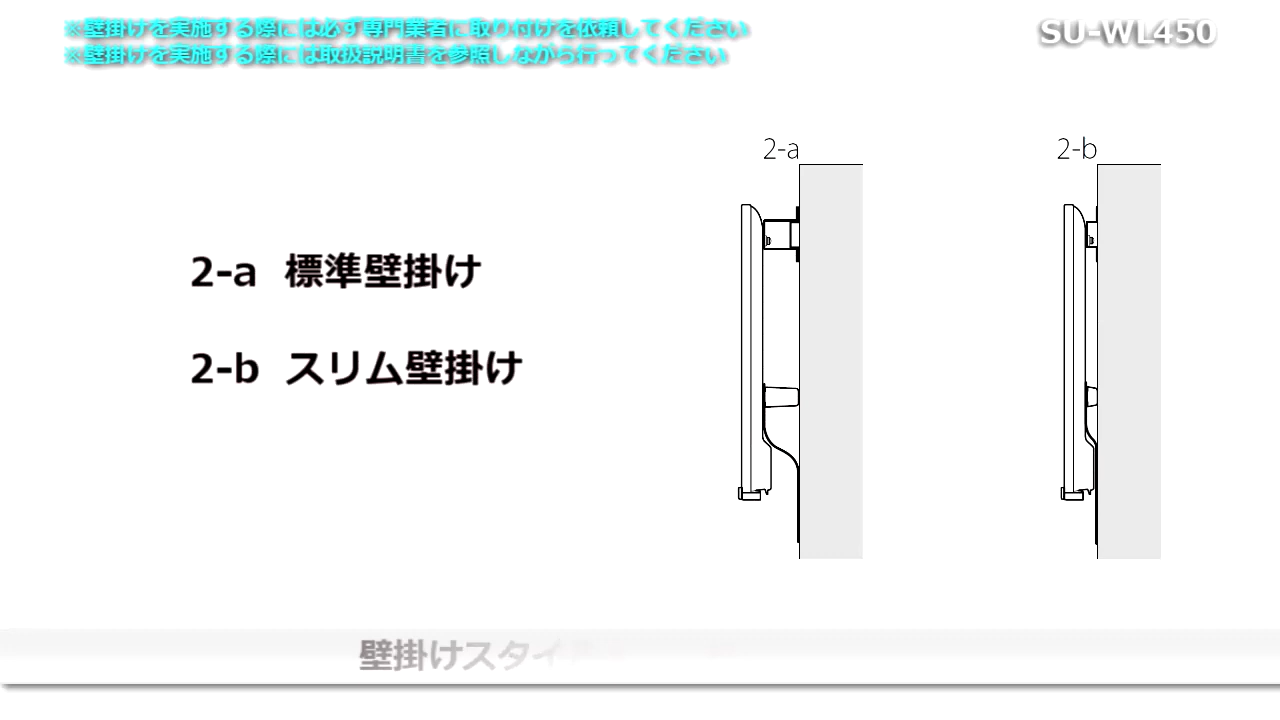 ※壁掛けを実施する際には必ず専門業者に取り付けを依頼してください
※壁掛けを実施する際には取扱説明書を参照しながら行ってください
SU-WL450
2-a
2-b
2-a 標準壁掛け
2-b スリム壁掛け
壁掛けスタイ